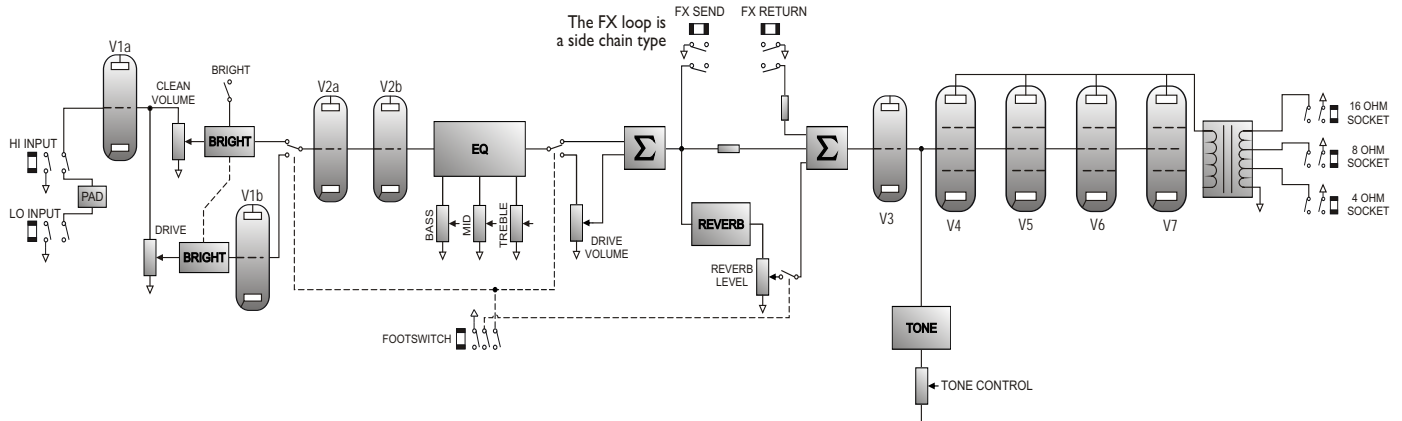 The FX loop is
a side chain type
FX SEND
FX RETURN
V1a
BRIGHT
CLEAN
VOLUME
V2a
V2b
HI INPUT
BRIGHT
EQ
Σ
Σ
16 OHM
SOCKET
8 OHM
SOCKET
4 OHM
SOCKET
PAD
LO INPUT
V1b
BASS
MID
TREBLE
V3
V4
V5
V6
V7
DRIVE
BRIGHT
DRIVE
VOLUME
REVERB
REVERB
LEVEL
FOOTSWITCH
TONE
TONE CONTROL